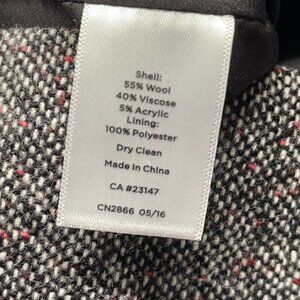 Shell:
55% Wool
40% Viscose
5% Acrylic
Lining:
100% Polyester
Dry Clean
Made in China
CA #23147
CN2866 05/16